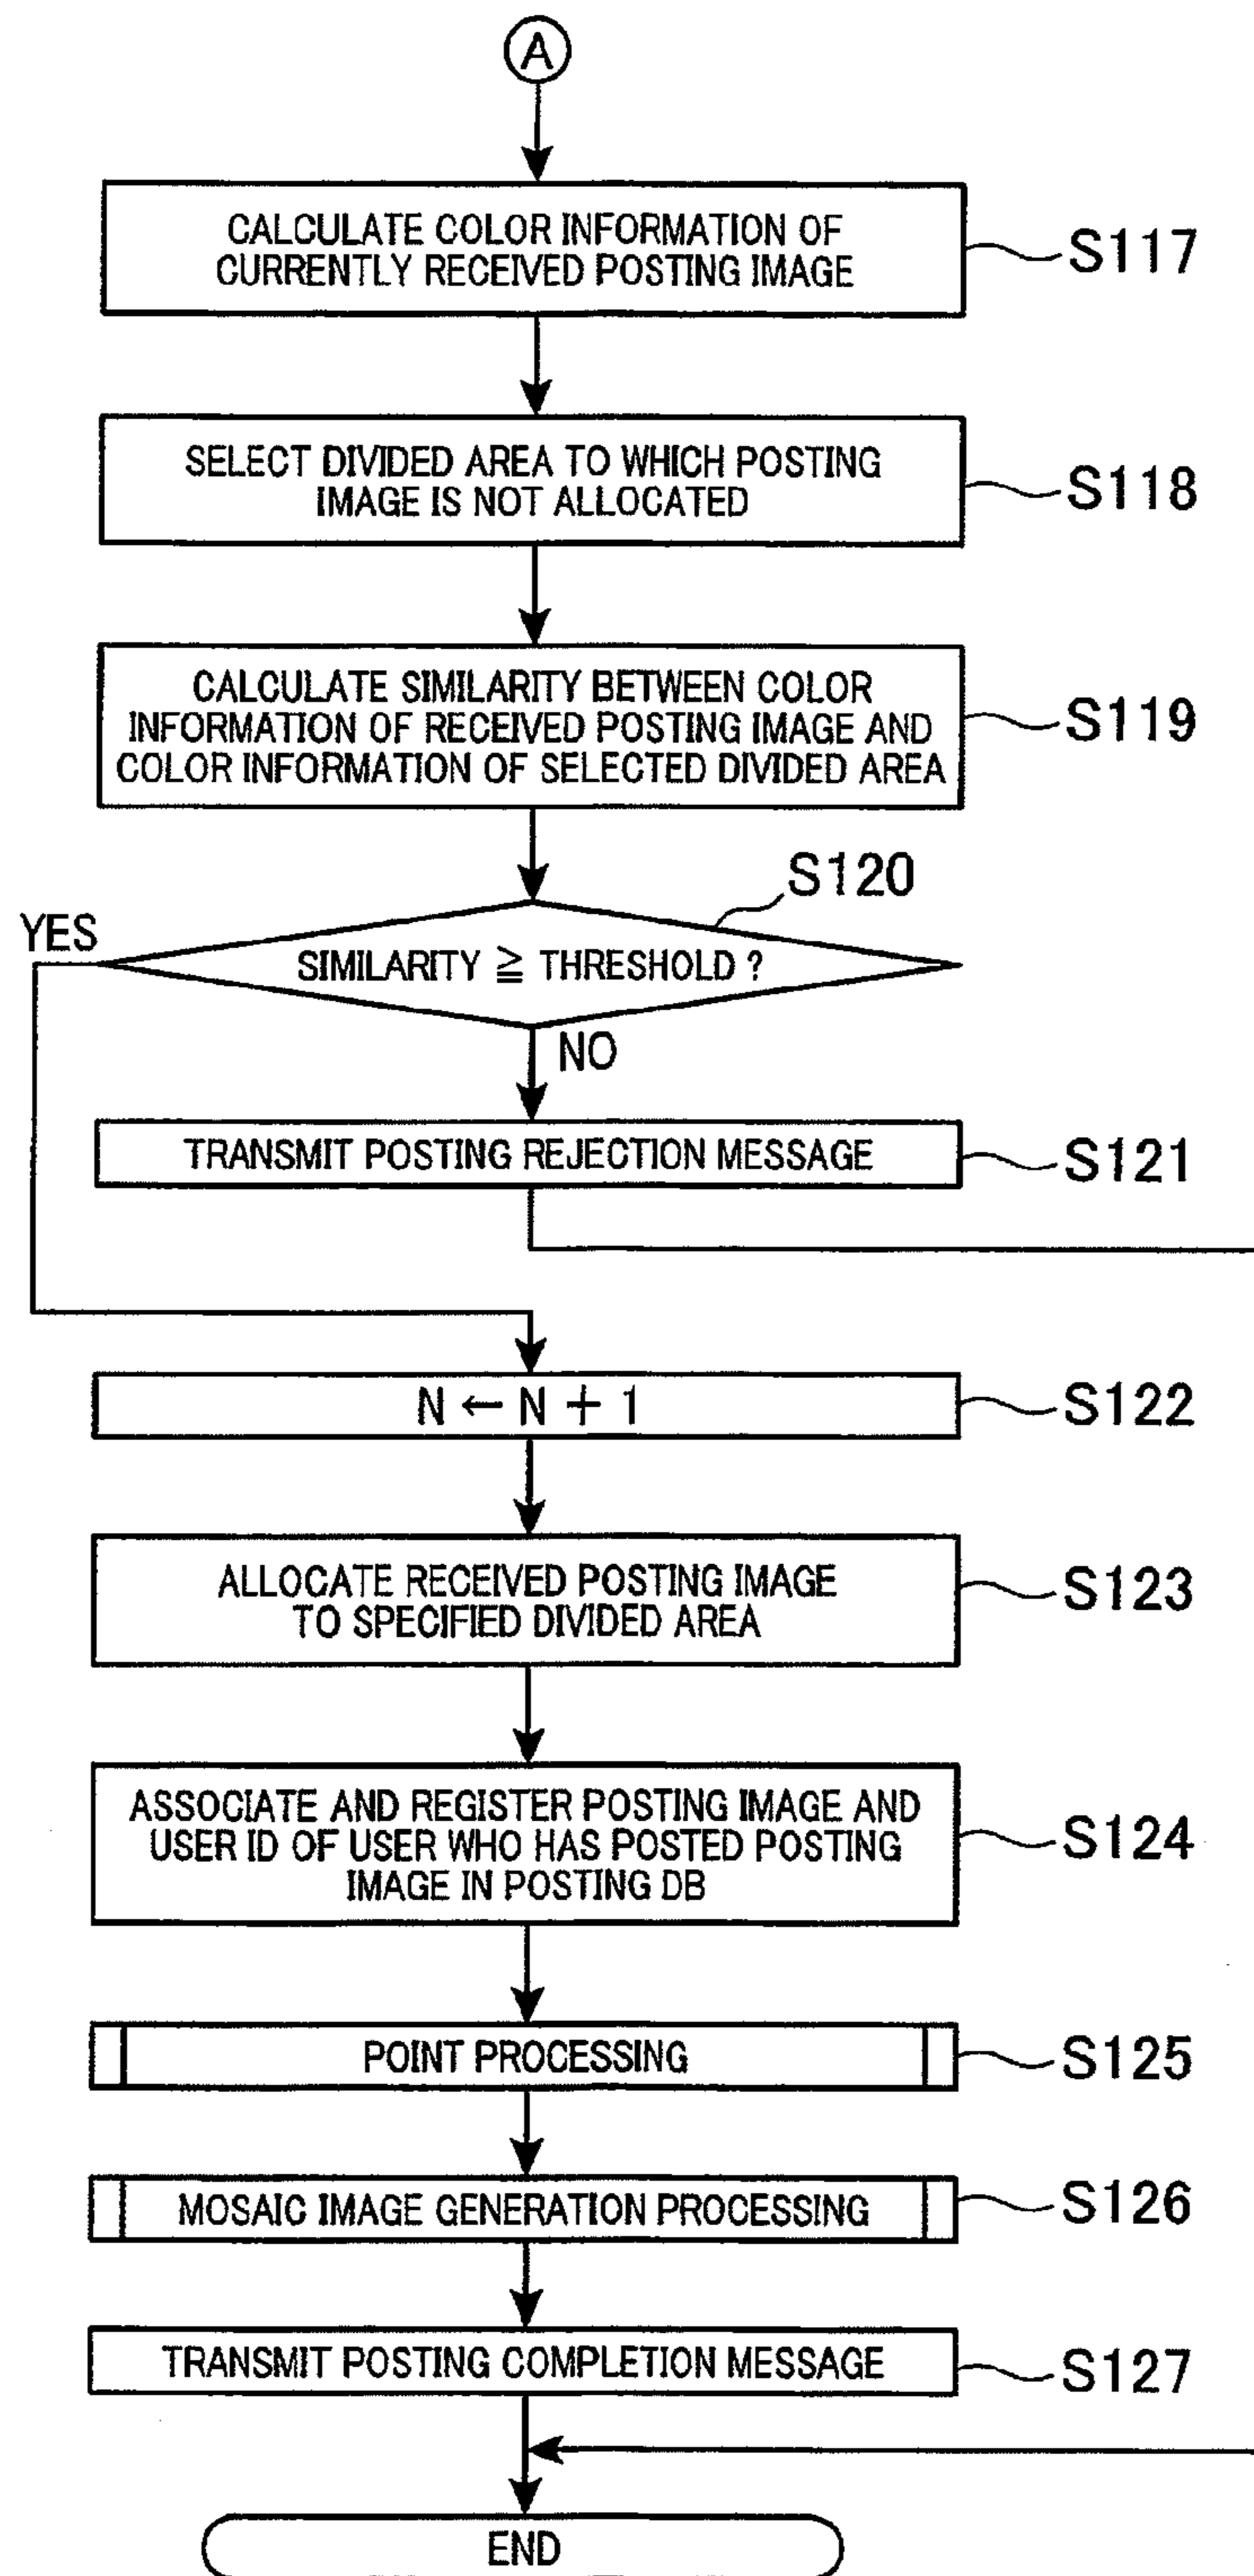 A
CALCULATE COLOR INFORMATION OF
CURRENTLY RECEIVED POSTING IMAGE
S117
SELECT DIVIDED AREA TO WHICH POSTING
IMAGE IS NOT ALLOCATED
S118
CALCULATE SIMILARITY BETWEEN COLOR
INFORMATION OF RECEIVED POSTING IMAGE AND
COLOR INFORMATION OF SELECTED DIVIDED AREA
S119
S120
YES
SIMILARITY ≧ THRESHOLD ?
NO
TRANSMIT POSTING REJECTION MESSAGE
S121
N ← N + 1
S122
ALLOCATE RECEIVED POSTING IMAGE
TO SPECIFIED DIVIDED AREA
S123
ASSOCIATE AND REGISTER POSTING IMAGE AND
USER ID OF USER WHO HAS POSTED POSTING
IMAGE IN POSTING DB
S124
POINT PROCESSING
S125
MOSAIC IMAGE GENERATION PROCESSING
S126
TRANSMIT POSTING COMPLETION MESSAGE
S127
END